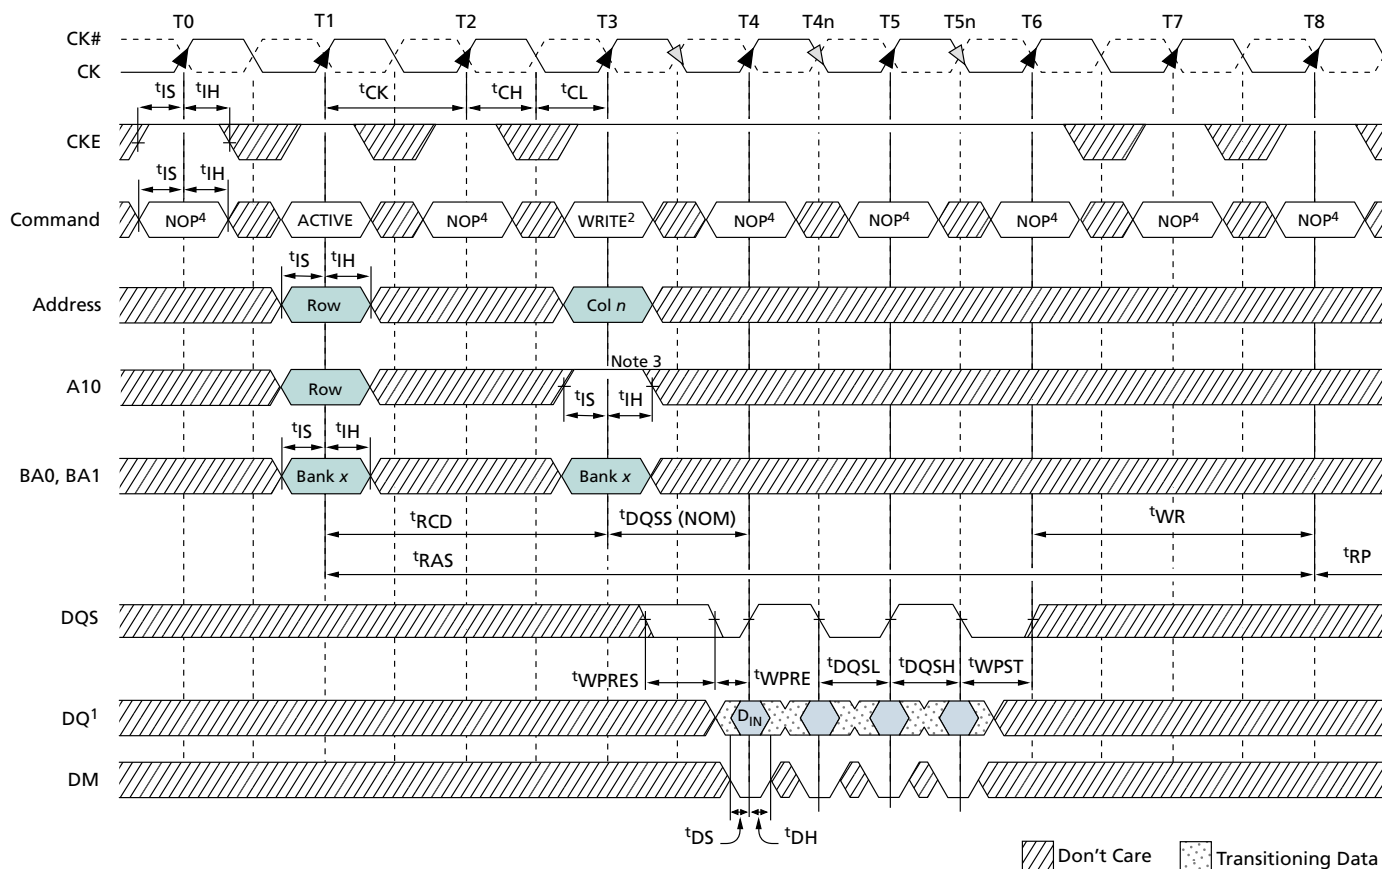 T0 T1 T2 T3 T4 T4n T5 T5n T6 T7 T8
CK#
CK
tIS tIH tCK tCH tCL
CKE
tIS tIH
Command NOP4 ACTIVE NOP4 WRITE2 NOP4 NOP4 NOP4 NOP4 NOP4
tIS tIH
Address Row Col n
Note 3
A10 Row
tIS tIH
tIS tIH
BA0, BA1 Bank x Bank x
tRCD tDQSS (NOM) tWR
tRAS tRP
DQS
tWPRES tWPRE tDQSL tDQSH tWPST
DQ1 DIN
DM
tDS tDH
Don't Care Transitioning Data